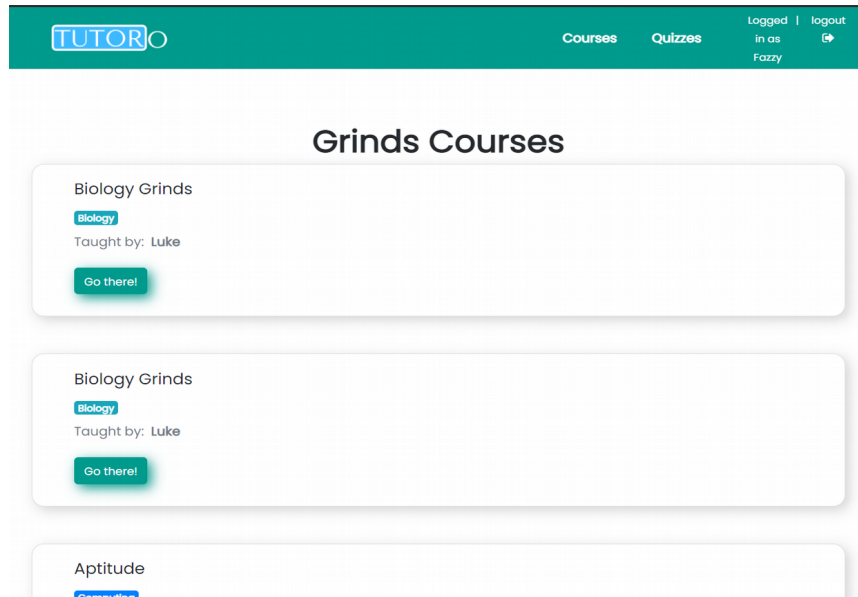 TUTORO
Courses
Quizzes
Logged in as Fazzy
|
logout
Grinds Courses
Biology Grinds
Biology
Taught by: Luke
Go there!
Biology Grinds
Biology
Taught by: Luke
Go there!
Aptitude
Computing